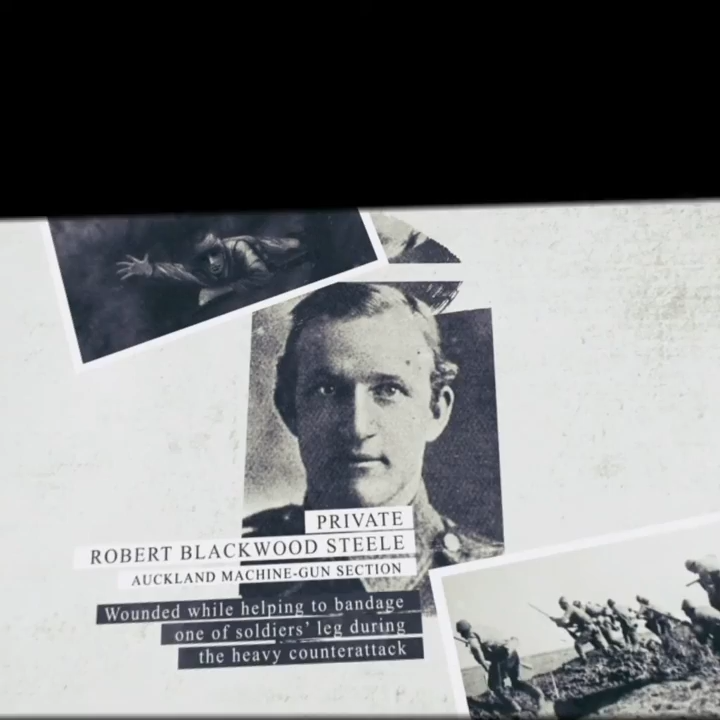 PRIVATE
ROBERT BLACKWOOD STEELE
AUCKLAND MACHINE-GUN SECTION
Wounded while helping to bandage
one of soldiers' leg during
the heavy counterattack